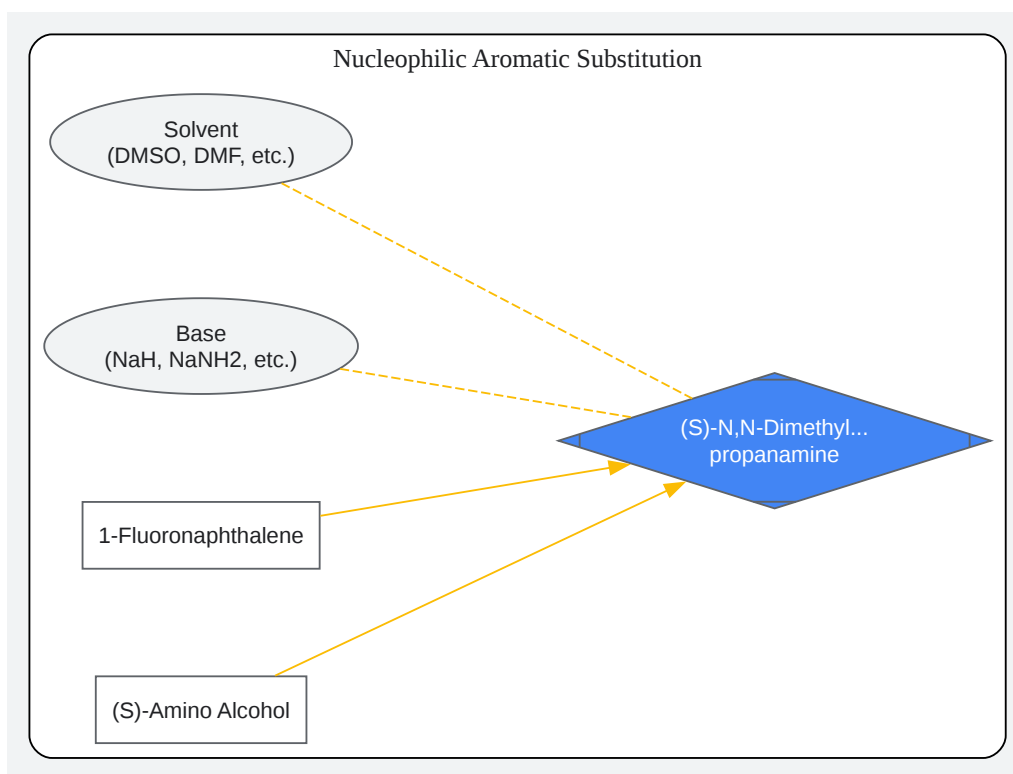 Nucleophilic Aromatic Substitution
Solvent
(DMSO, DMF, etc.)
Base
(NaH, NaNH2, etc.)
(S)-N,N-Dimethyl...
propanamine
1-Fluoronaphthalene
(S)-Amino Alcohol